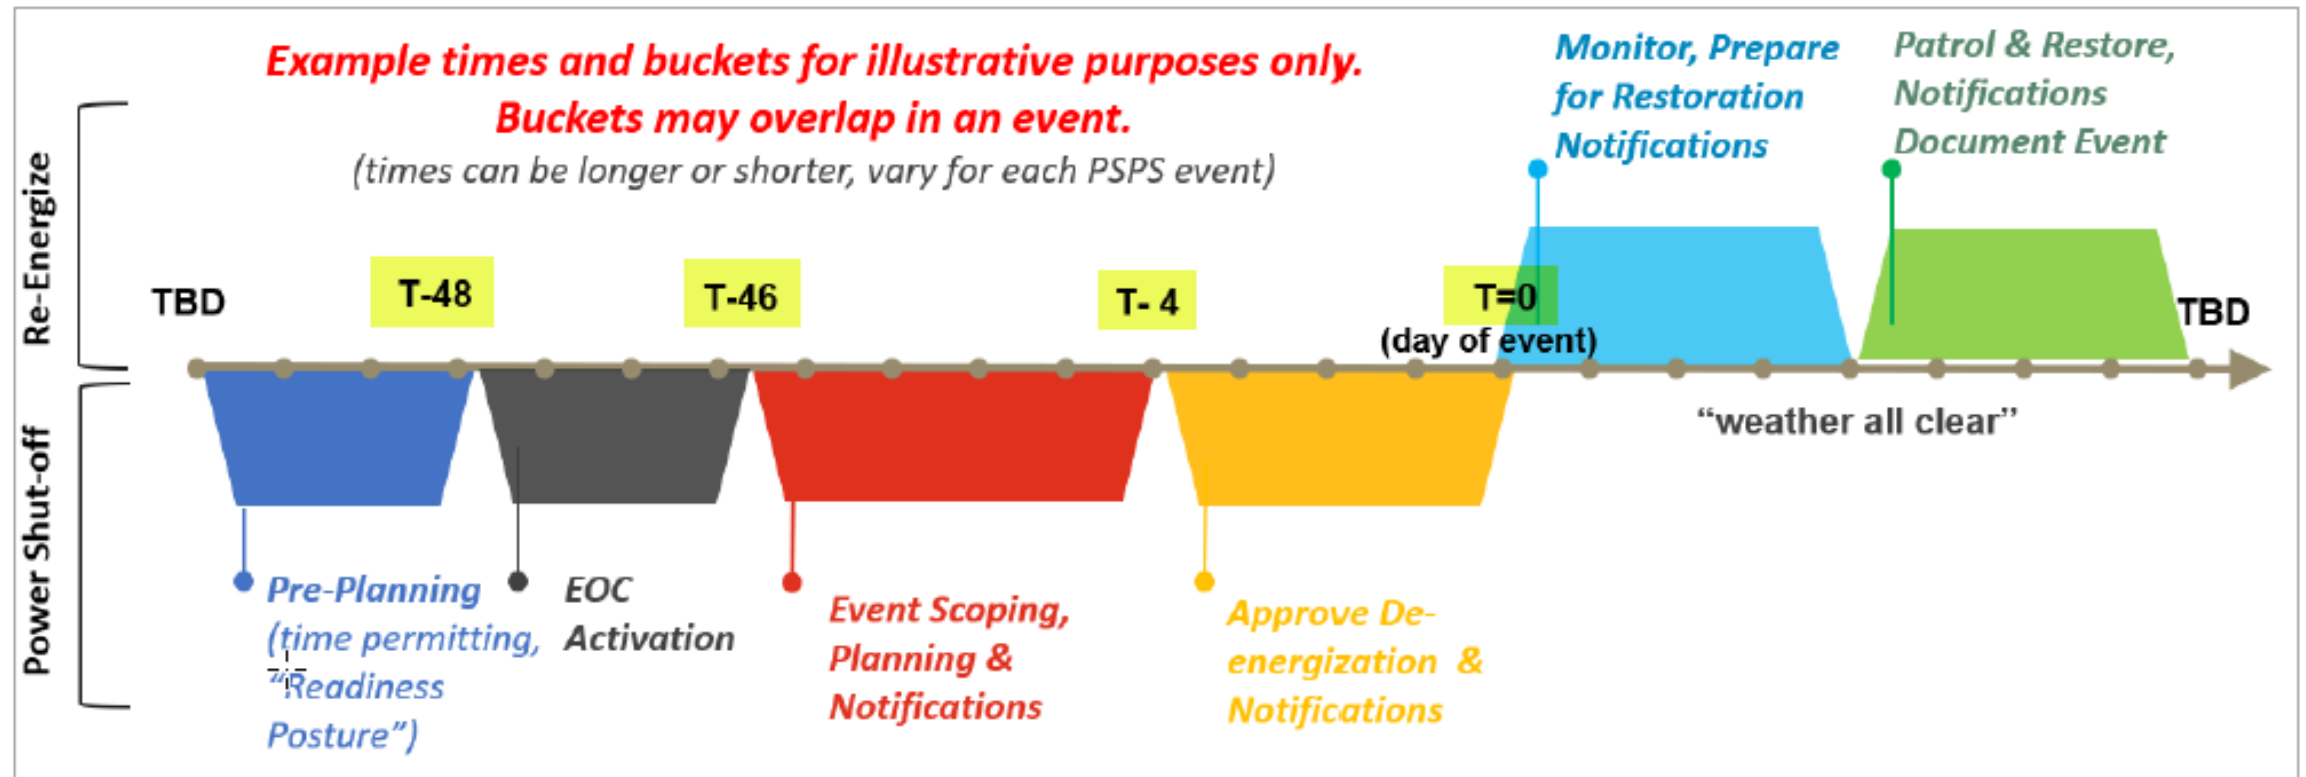 Example times and buckets for illustrative purposes only.
Buckets may overlap in an event.
(times can be longer or shorter, vary for each PSPS event)
Monitor, Prepare
for Restoration
Notifications
Patrol & Restore,
Notifications
Document Event
Re-Energize
TBD
T-48
T-46
T- 4
T=0
(day of event)
TBD
"weather all clear"
Power Shut-off
Pre-Planning
(time permitting,
"Readiness
Posture")
EOC
Activation
Event Scoping,
Planning &
Notifications
Approve De-
energization &
Notifications